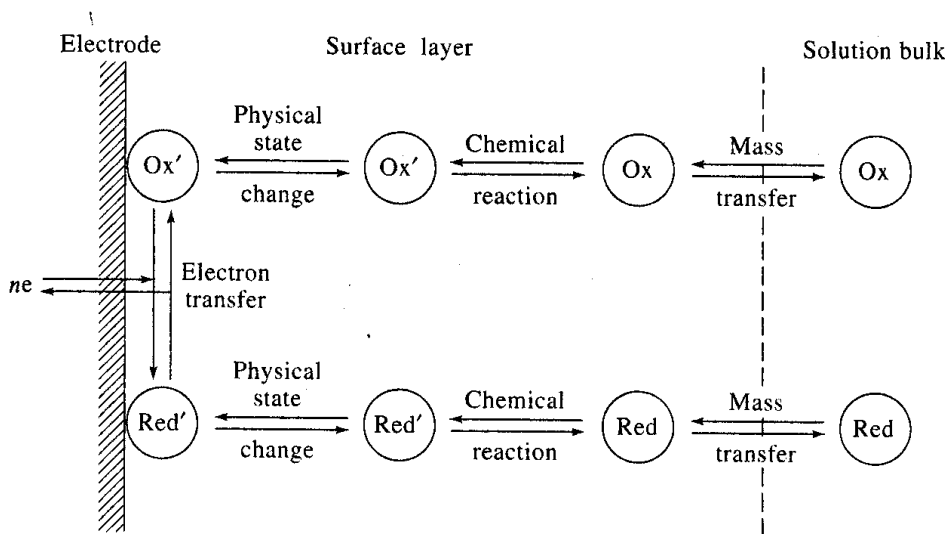 Electrode
Surface layer
Solution bulk
Physical
state
change
Chemical
reaction
Mass
transfer
Ox′
Ox′
Ox
Ox
ne
Electron
transfer
Physical
state
change
Chemical
reaction
Mass
transfer
Red′
Red′
Red
Red